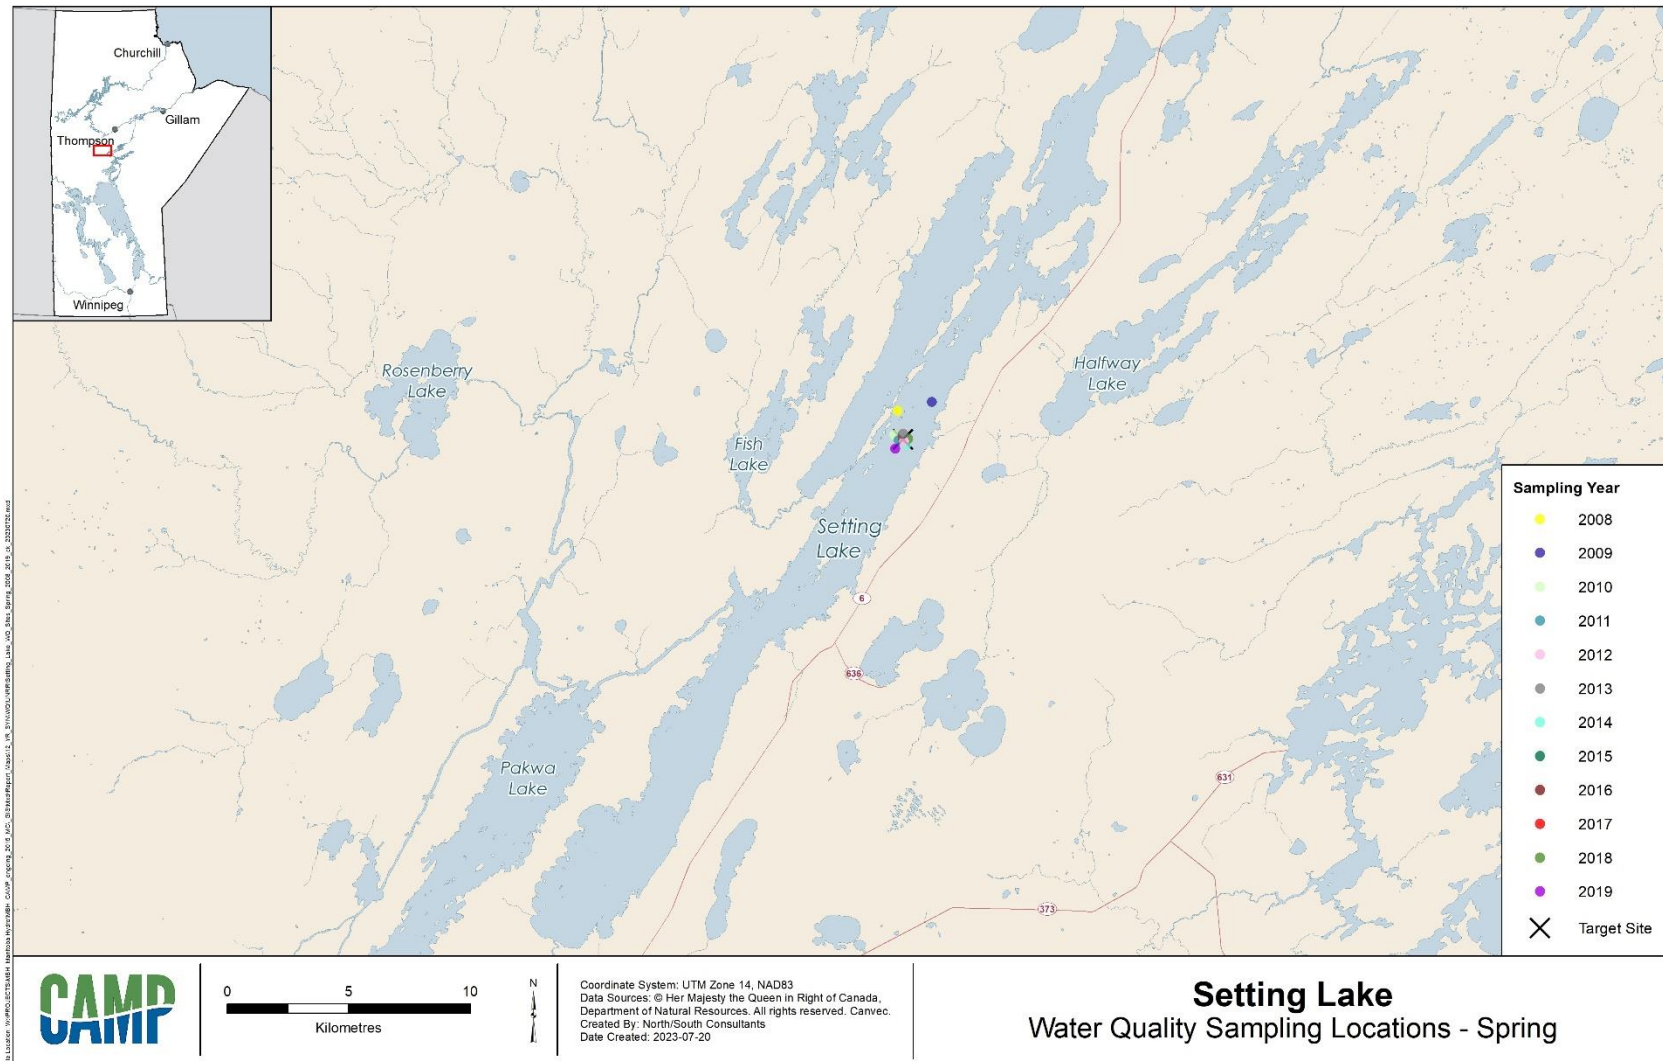 Churchill
Gillam
Thompson
Winnipeg
Rosenberry
Lake
Halfway
Lake
Fish
Lake
Setting
Lake
6
636
Pakwa
Lake
631
373
Sampling Year
2008
2009
2010
2011
2012
2013
2014
2015
2016
2017
2018
2019
Target Site
CAMP
0 5 10
Kilometres
N
Coordinate System: UTM Zone 14, NAD83
Data Sources: © Her Majesty the Queen in Right of Canada,
Department of Natural Resources. All rights reserved. Canvec.
Created By: North/South Consultants
Date Created: 2023-07-20
Setting Lake
Water Quality Sampling Locations - Spring